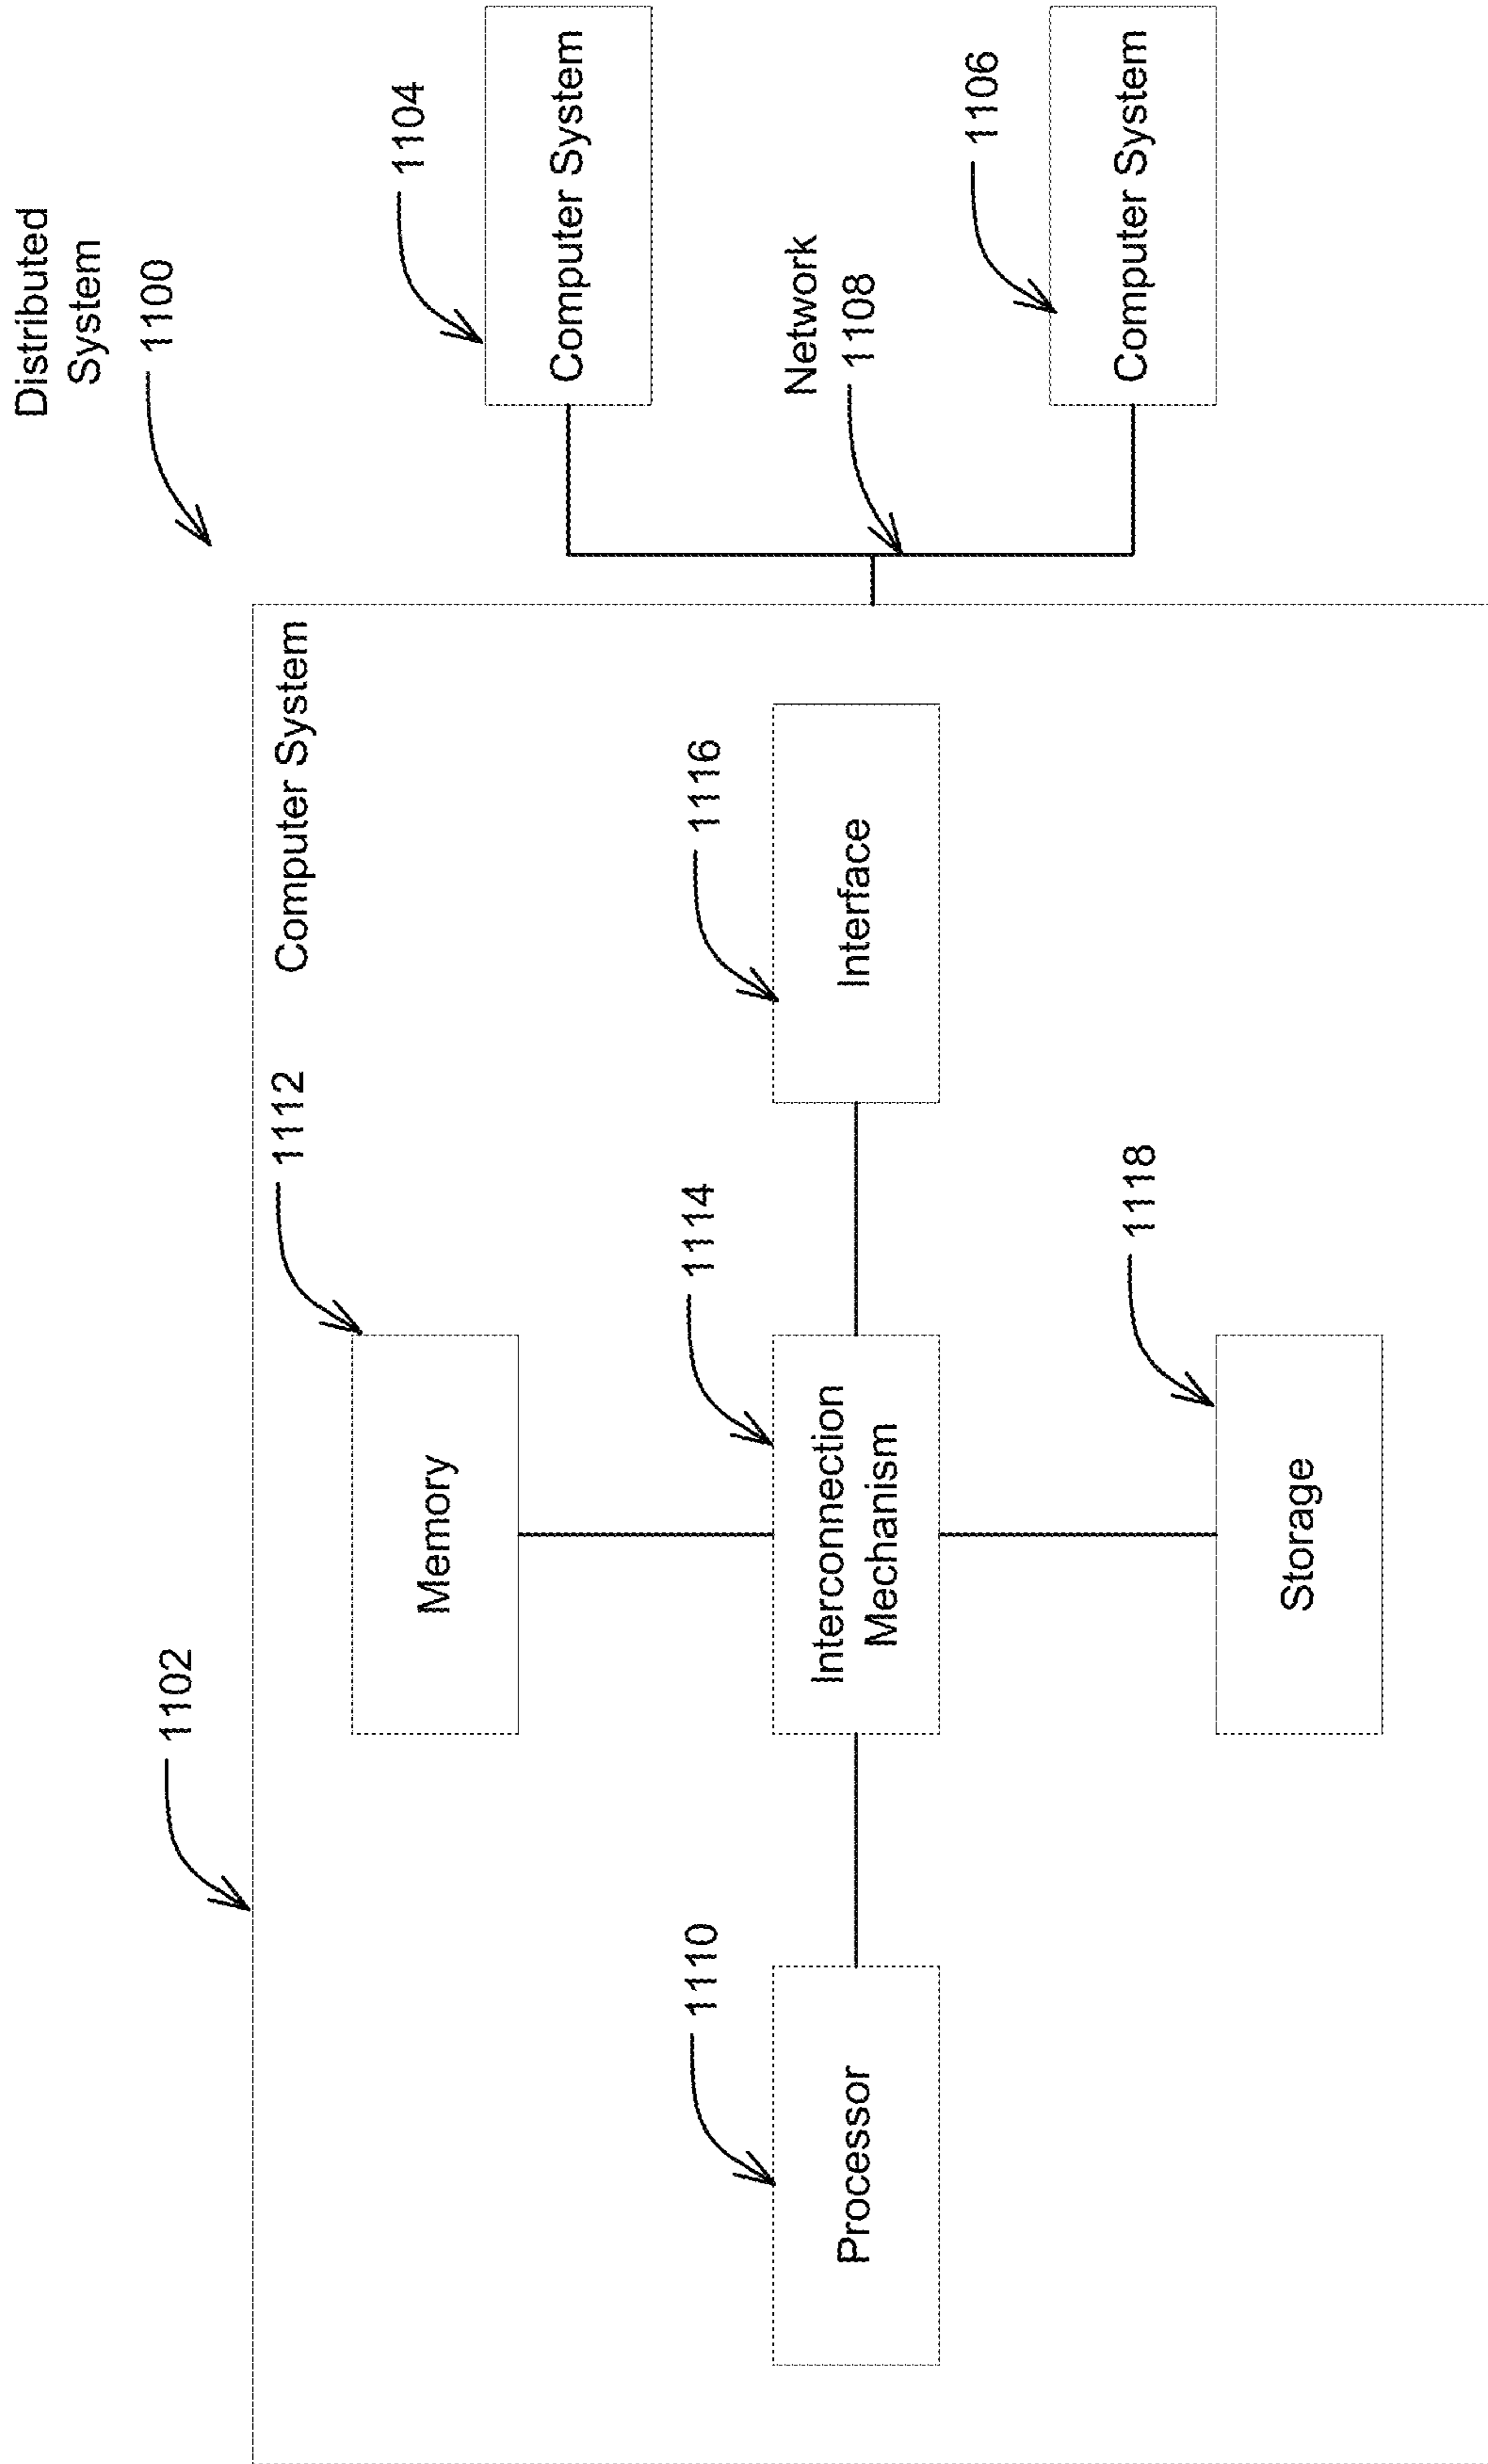 Distributed
System
1100
1102
Computer System
1112
Memory
1104
Computer System
1110
Processor
1114
Interconnection
Mechanism
1116
Interface
Network
1108
1118
Storage
1106
Computer System